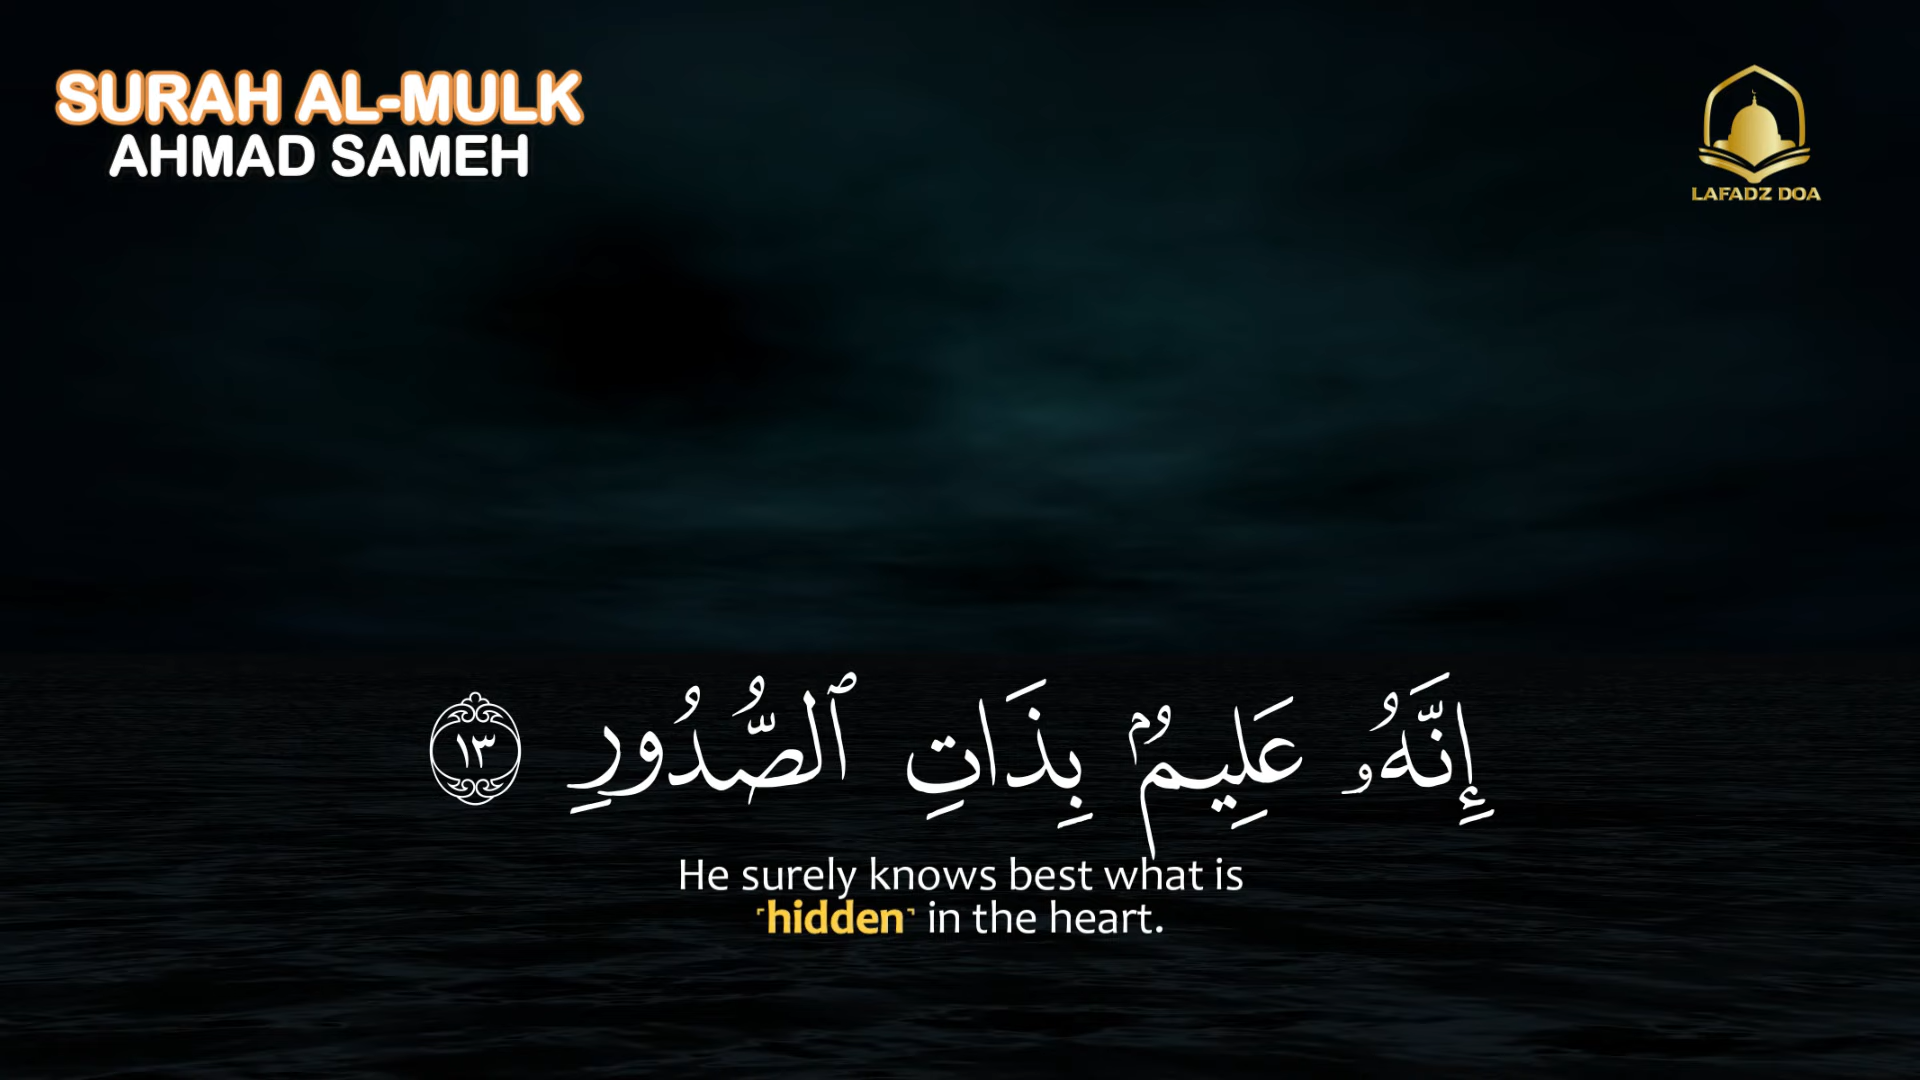 SURAH AL-MULK
AHMAD SAMEH
LAFADZ DOA
إِنَّهُۥ عَلِيمُۢ بِذَاتِ ٱلصُّدُورِ ١٣
He surely knows best what is
⸢hidden⸣ in the heart.